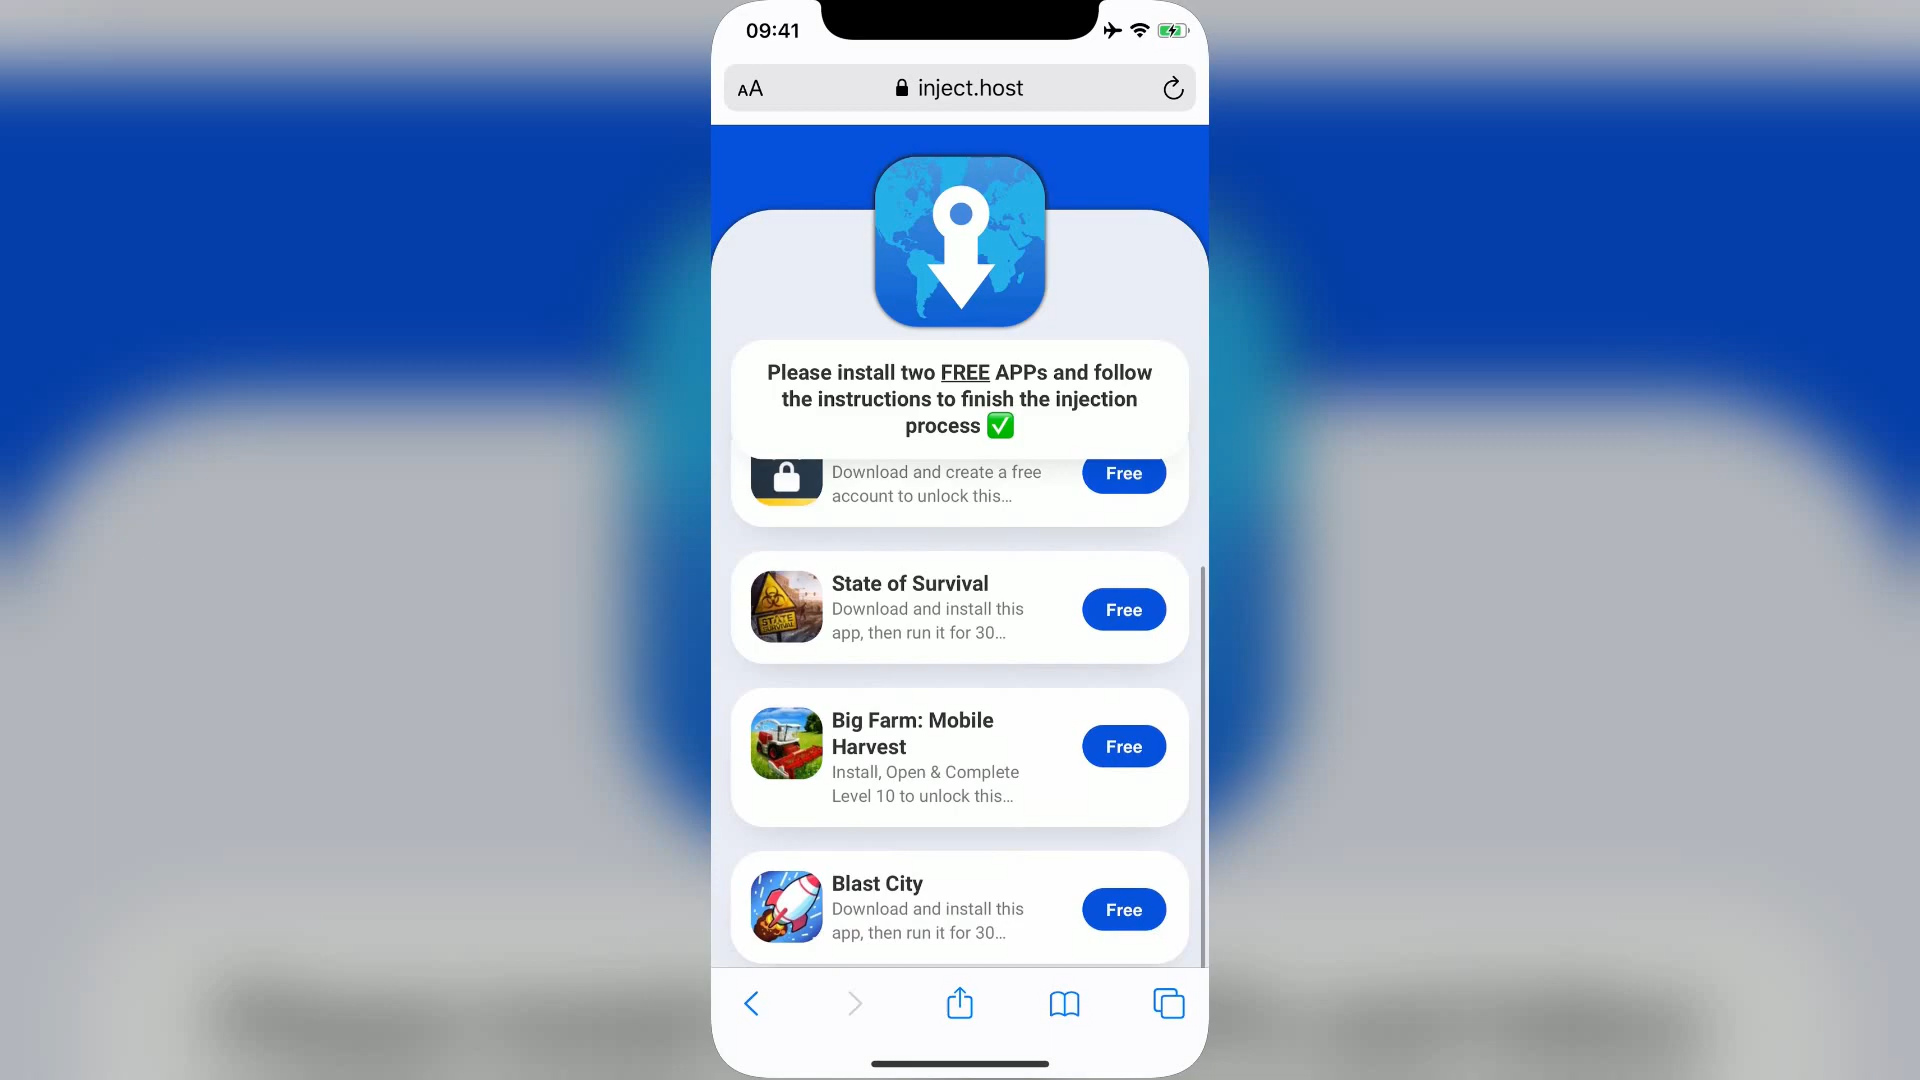 09:41
AA
inject.host
Please install two FREE APPs and follow
the instructions to finish the injection
process
Download and create a free
account to unlock this...
Free
State of Survival
Download and install this
app, then run it for 30...
Free
STATE
SURVIVAL
Big Farm: Mobile
Harvest
Install, Open & Complete
Level 10 to unlock this...
Free
Blast City
Download and install this
app, then run it for 30...
Free